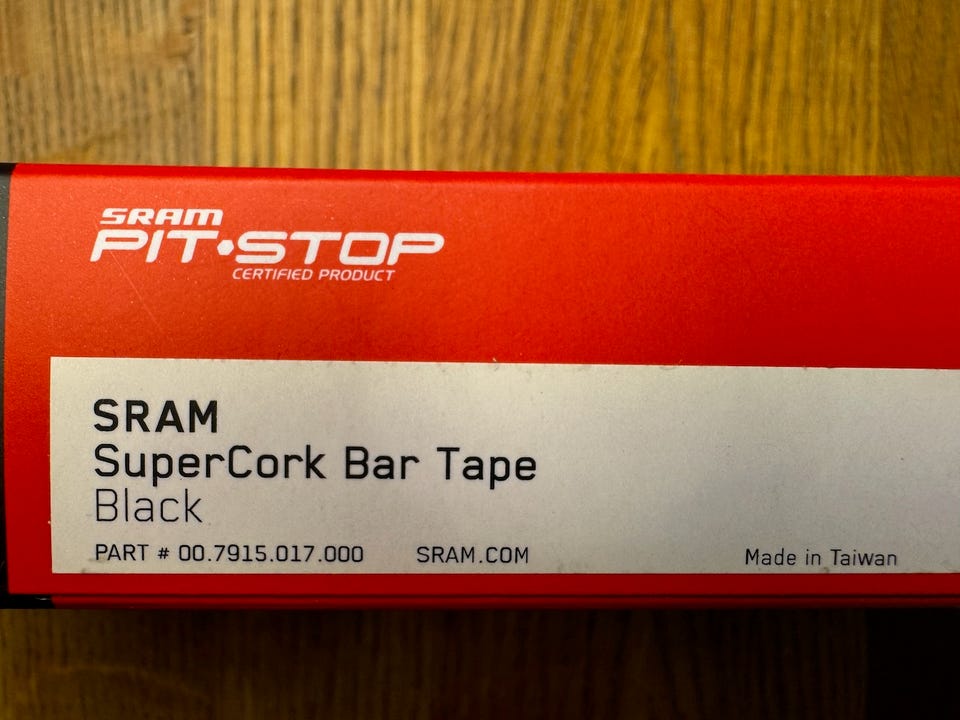 SRAM
PIT•STOP
CERTIFIED PRODUCT
SRAM
SuperCork Bar Tape
Black
PART # 00.7915.017.000 SRAM.COM Made in Taiwan